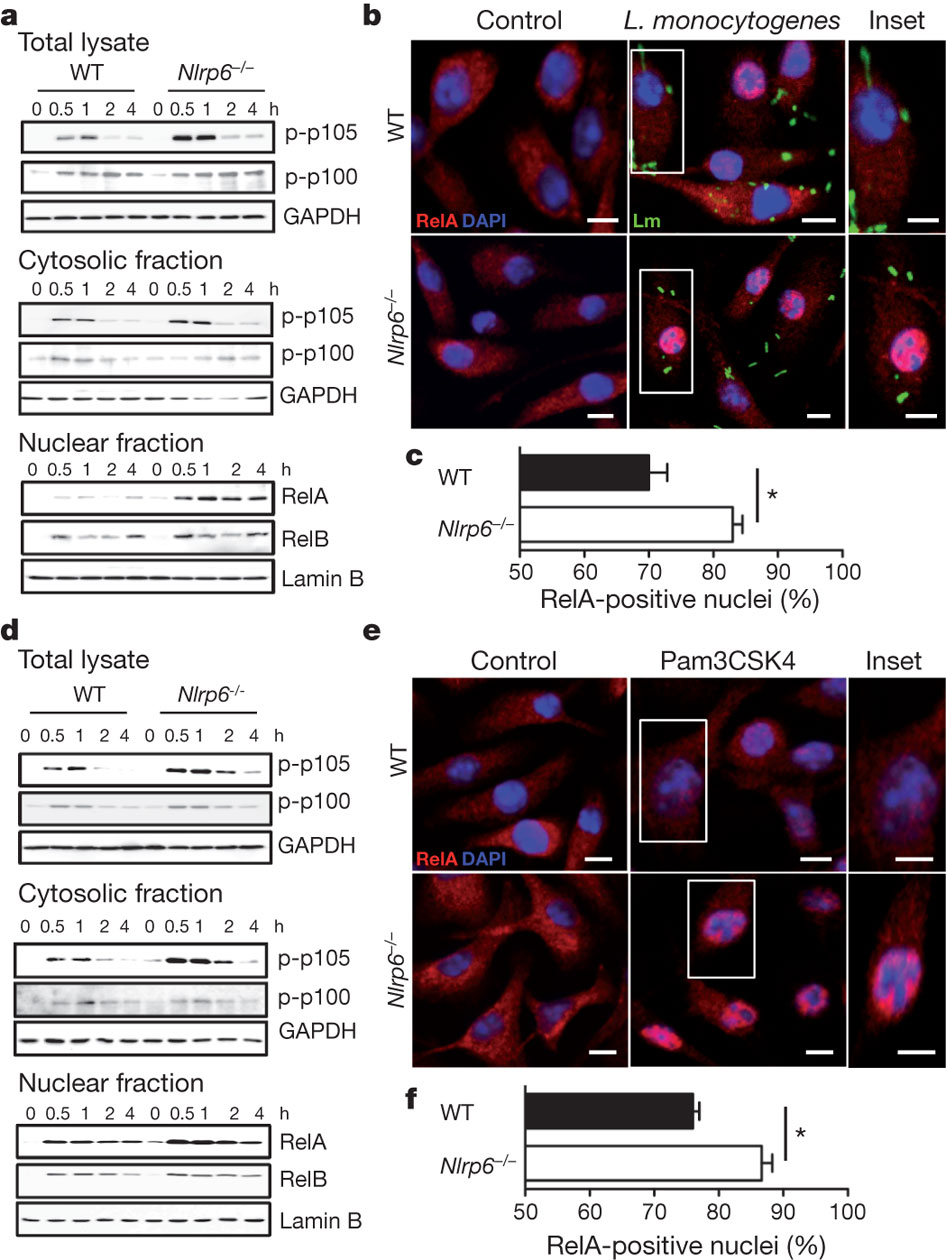 a
Total lysate
WT Nlrp6–/–
0 0.5 1 2 4 0 0.5 1 2 4 h
p-p105
p-p100
GAPDH
Cytosolic fraction
0 0.5 1 2 4 0 0.5 1 2 4 h
p-p105
p-p100
GAPDH
Nuclear fraction
0 0.5 1 2 4 0 0.5 1 2 4 h
RelA
RelB
Lamin B
b
Control L. monocytogenes Inset
WT
RelA DAPI
Lm
Nlrp6–/–
c
WT
Nlrp6–/–
*
50 60 70 80 90 100
RelA-positive nuclei (%)
d
Total lysate
WT Nlrp6-/-
0 0.5 1 2 4 0 0.5 1 2 4 h
p-p105
p-p100
GAPDH
Cytosolic fraction
0 0.5 1 2 4 0 0.5 1 2 4 h
p-p105
p-p100
GAPDH
Nuclear fraction
0 0.5 1 2 4 0 0.5 1 2 4 h
RelA
RelB
Lamin B
e
Control Pam3CSK4 Inset
WT
RelA DAPI
Nlrp6–/–
f
WT
Nlrp6–/–
*
50 60 70 80 90 100
RelA-positive nuclei (%)